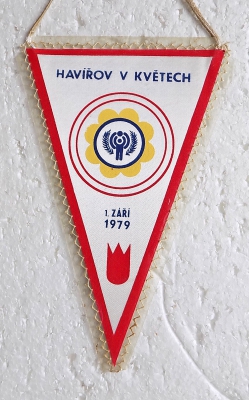 HAVÍŘOV V KVĚTECH
1. ZÁŘÍ
1979